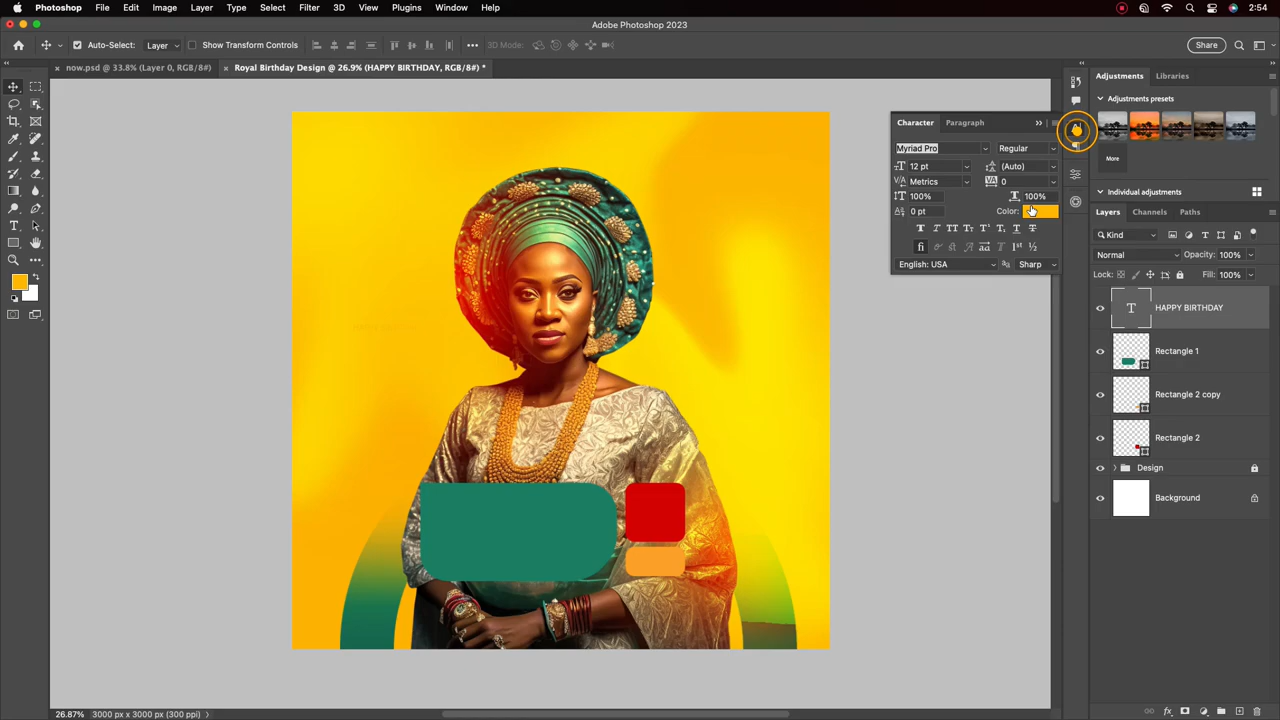 Photoshop File Edit Image Layer Type Select Filter 3D View Plugins Window Help 2:54
Adobe Photoshop 2023
Auto-Select: Layer Show Transform Controls 3D Mode: Share
now.psd @ 33.8% (Layer 0, RGB/8#) Royal Birthday Design @ 26.9% (HAPPY BIRTHDAY, RGB/8#) *
Adjustments Libraries
Adjustments presets
More
Individual adjustments
Character Paragraph
Myriad Pro Regular
12 pt (Auto)
Metrics 0
100% 100%
0 pt Color:
English: USA Sharp
Layers Channels Paths
Kind
Normal Opacity: 100%
Lock: Fill: 100%
HAPPY BIRTHDAY
Rectangle 1
Rectangle 2 copy
Rectangle 2
Design
Background
26.87% 3000 px x 3000 px (300 ppi)